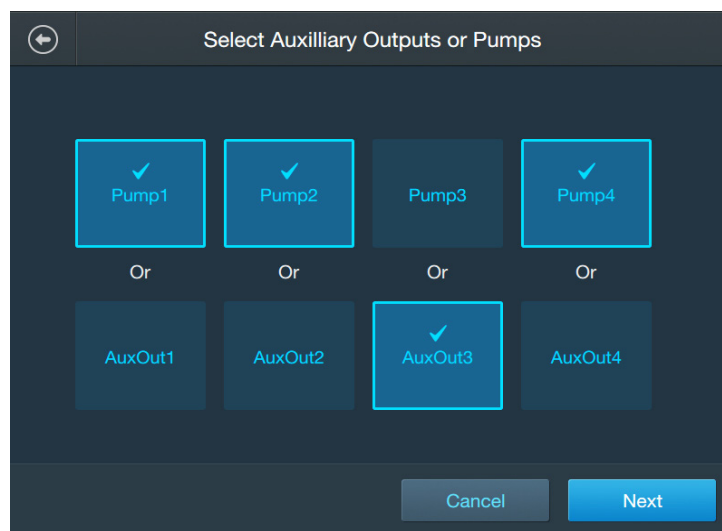 Select Auxilliary Outputs or Pumps
Pump1 Pump2 Pump3 Pump4
Or Or Or Or
AuxOut1 AuxOut2 AuxOut3 AuxOut4
Cancel Next